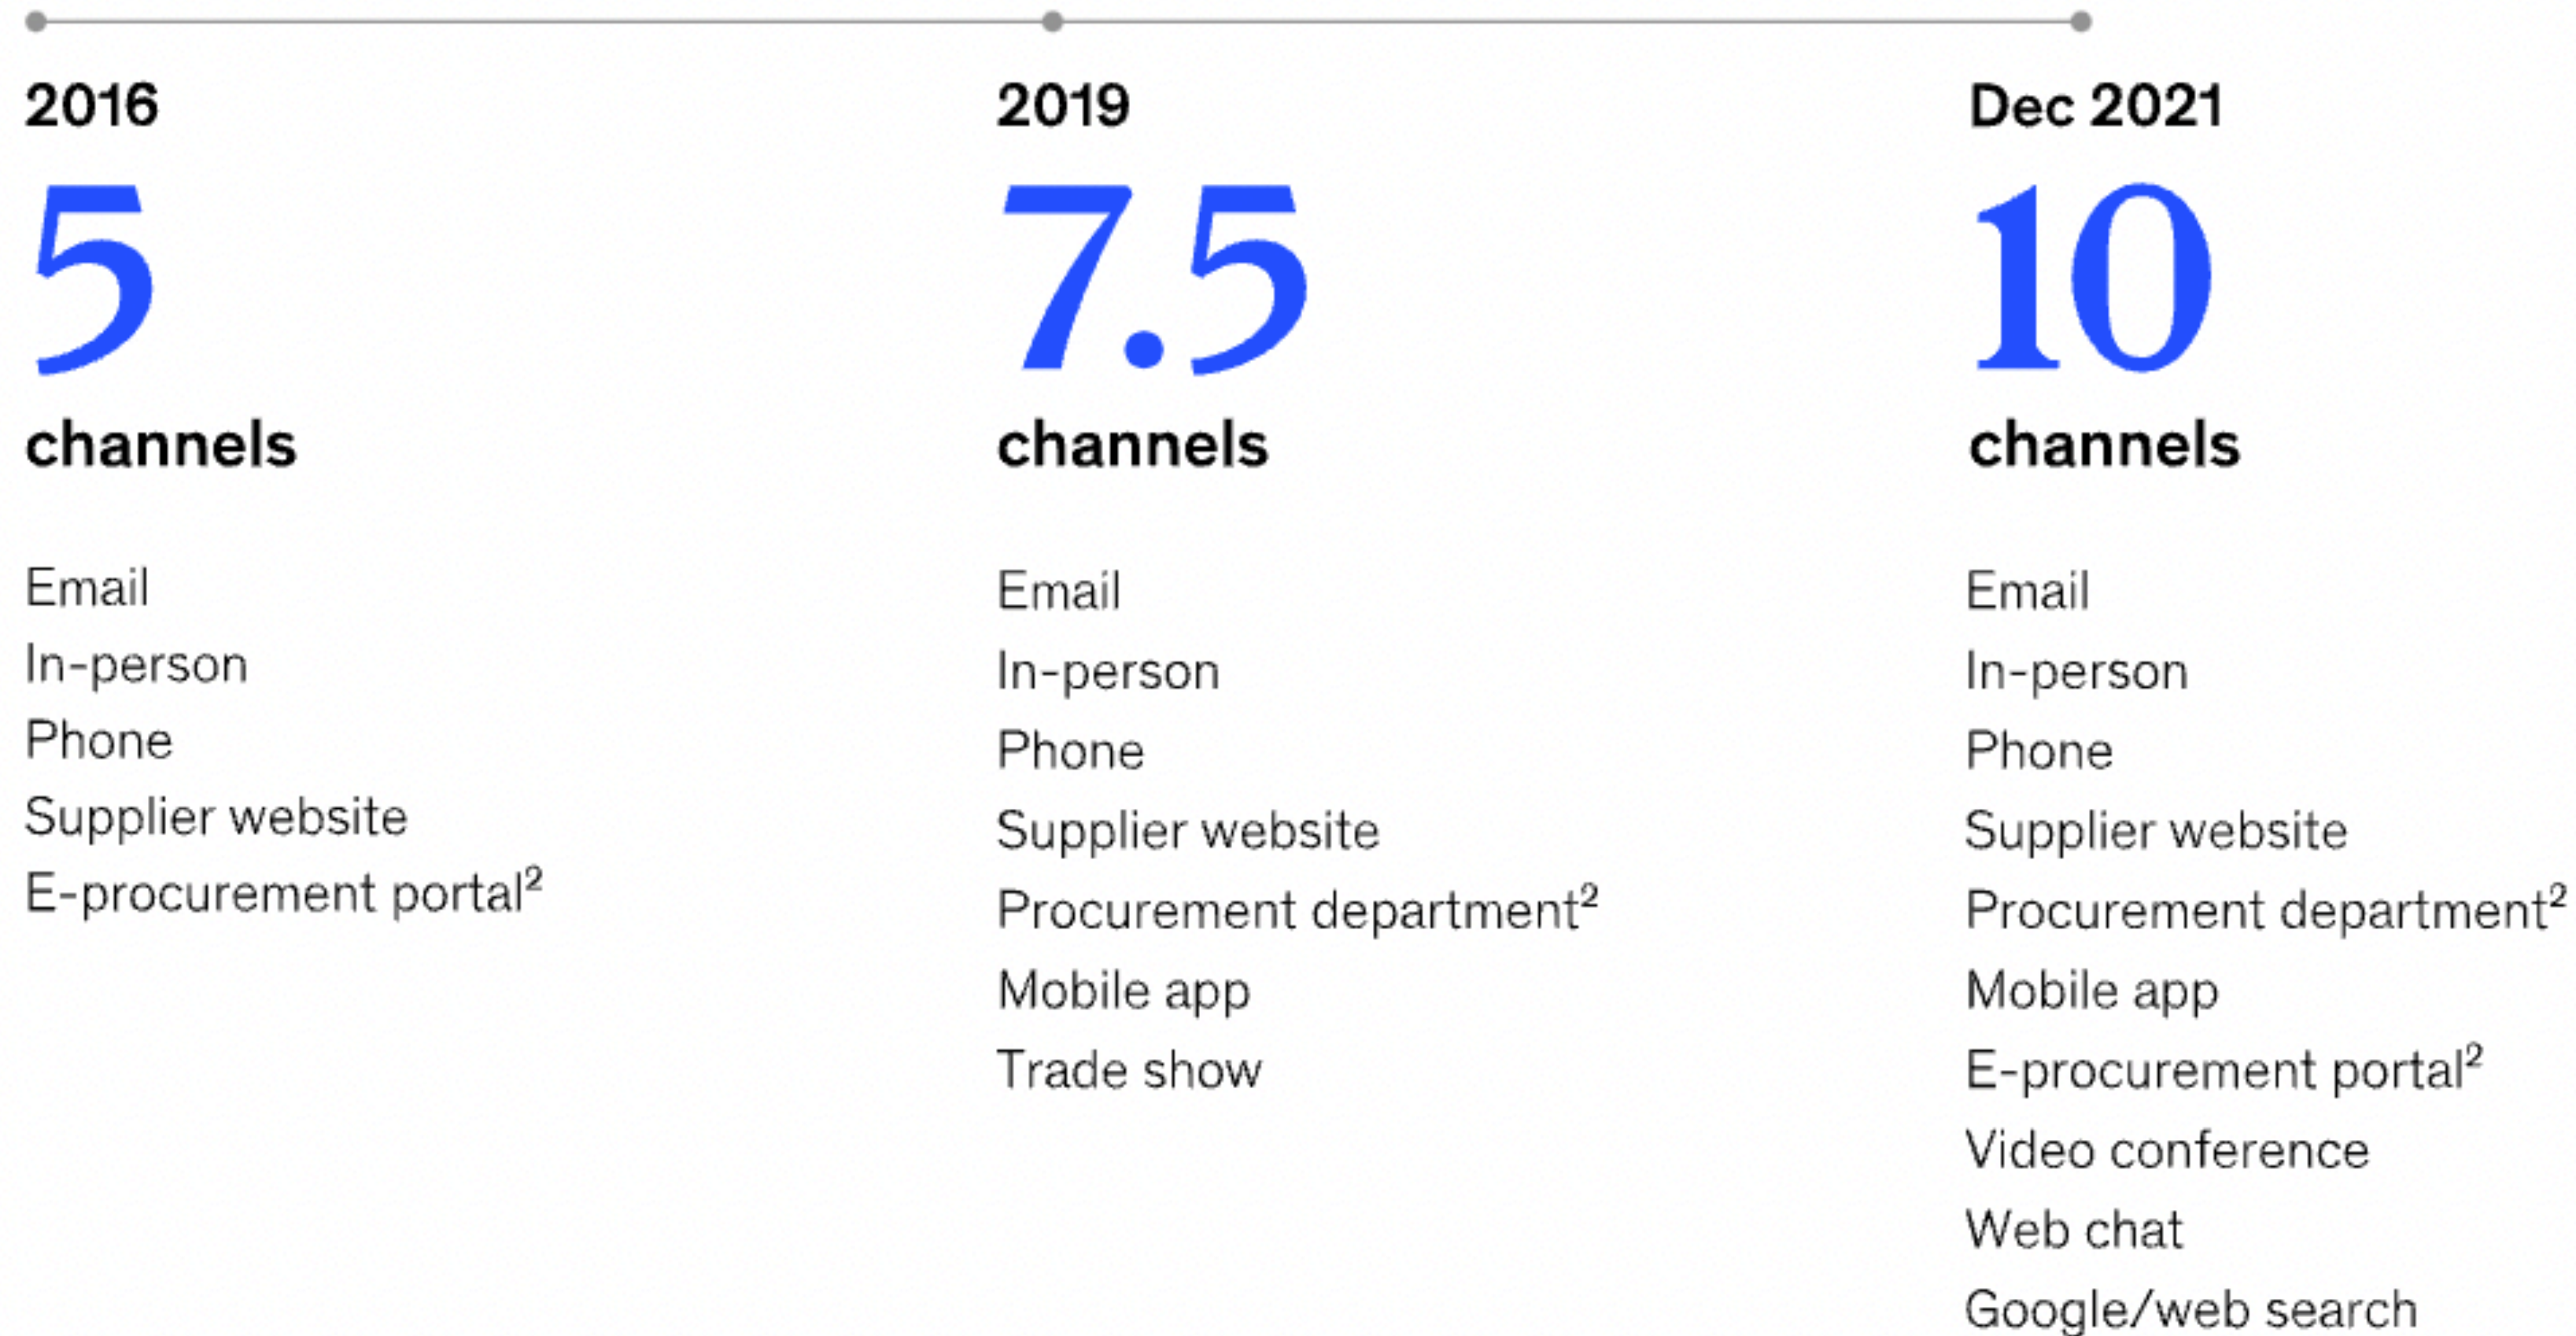 2016
5
channels
Email
In-person
Phone
Supplier website
E-procurement portal²
2019
7.5
channels
Email
In-person
Phone
Supplier website
Procurement department²
Mobile app
Trade show
Dec 2021
10
channels
Email
In-person
Phone
Supplier website
Procurement department²
Mobile app
E-procurement portal²
Video conference
Web chat
Google/web search